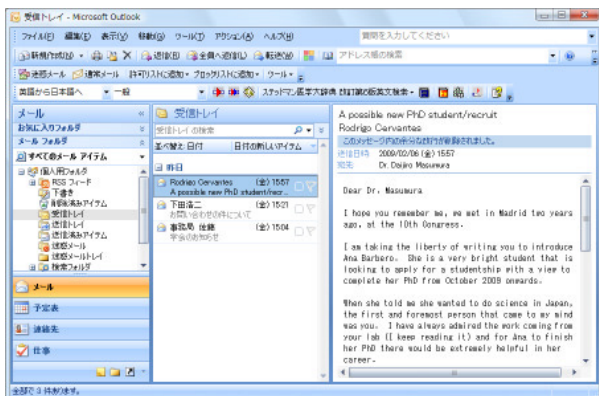 受信トレイ - Microsoft Outlook
ファイル(F) 編集(E) 表示(V) 移動(G) ツール(T) アクション(A) ヘルプ(H) 質問を入力してください
新規作成(N) 返信(R) 全員へ返信(L) 転送(W) アドレス帳の検索
迷惑メール 通常メール 許可リストに追加 ブロックリストに追加 ツール
英語から日本語へ 一般 ステッドマン医学大辞典 改訂第6版英文検索
メール
お気に入りフォルダ
メール フォルダ
すべてのメール アイテム
個人用フォルダ
RSS フィード
下書き
削除済みアイテム
受信トレイ
送信トレイ
送信済みアイテム
迷惑メール
迷惑メールトレイ
検索フォルダ
メール
予定表
連絡先
仕事
全部で 3 件あります。
受信トレイ
受信トレイ の検索
並べ替え: 日付 日付の新しいアイテム
昨日
Rodrigo Cervantes (金) 15:57
A possible new PhD student/recr...
下田浩二 (金) 15:21
お問い合わせの件について
事務局 佐藤 (金) 15:04
学会のお知らせ
A possible new PhD student/recruit
Rodrigo Cervantes
このメッセージ内の余分な改行が削除されました。
送信日時 2009/02/06 (金) 15:57
宛先 Dr. Daijiro Masumura
Dear Dr. Masumura
I hope you remember me, we met in Madrid two years
ago, at the 10th Congress.
I am taking the liberty of writing you to introduce
Ana Barbero. She is a very bright student that is
looking to apply for a studentship with a view to
complete her PhD from October 2009 onwards.
When she told me she wanted to do science in Japan,
the first and foremost person that came to my mind
was you. I have always admired the work coming from
your lab (I keep reading it) and for Ana to finish
her PhD there would be extremely helpful in her
career.